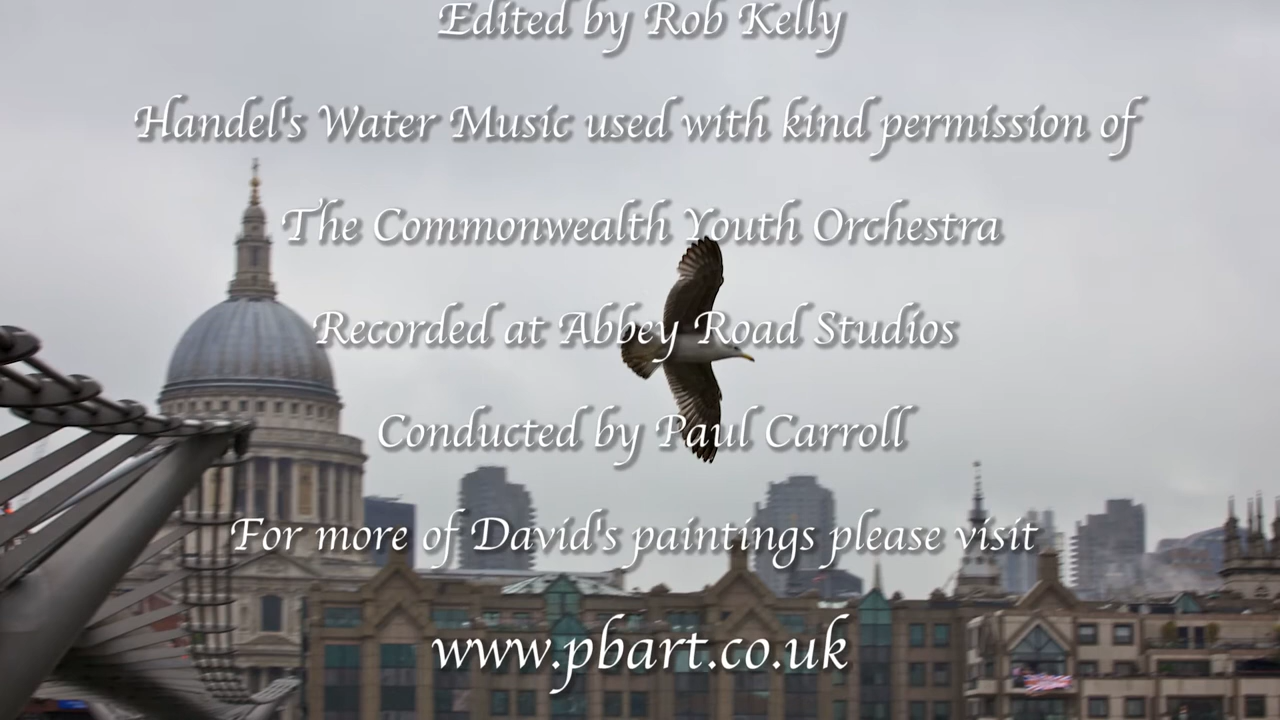 Edited by Rob Kelly
Handel's Water Music used with kind permission of
The Commonwealth Youth Orchestra
Recorded at Abbey Road Studios
Conducted by Paul Carroll
For more of David's paintings please visit
www.pbart.co.uk